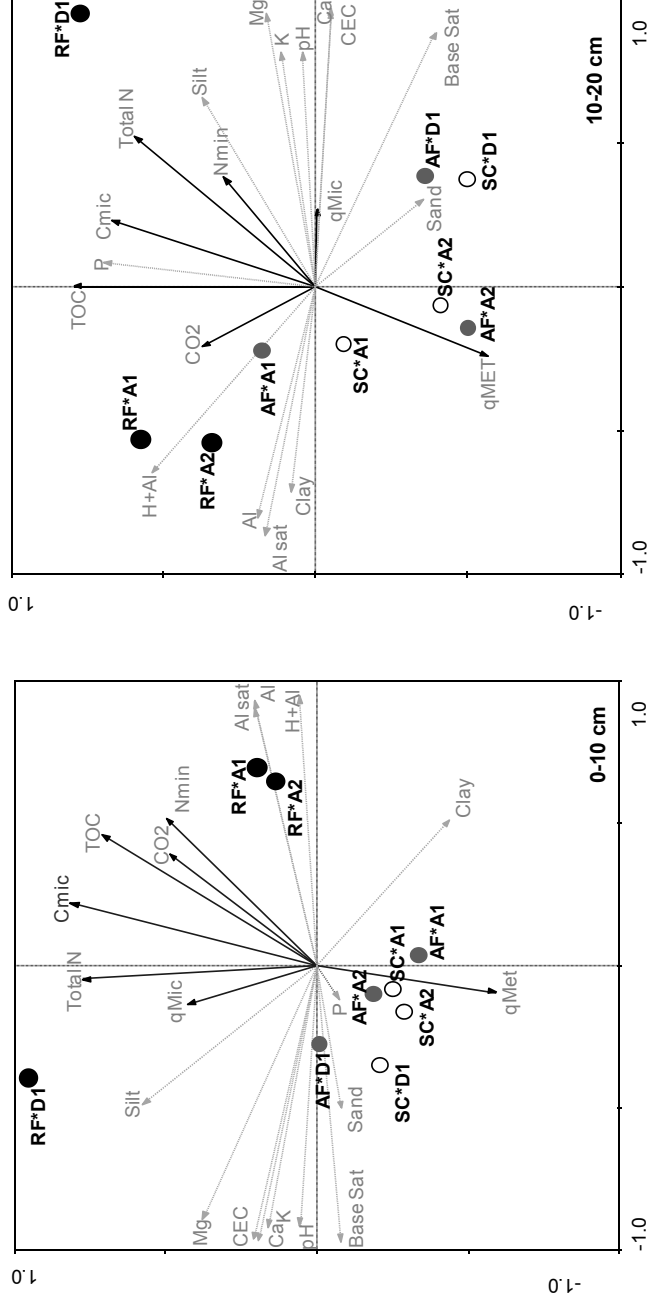 1.0
-1.0
-1.0
1.0
10-20 cm
RF*D1
Mg
K
pH
Ca
CEC
Base Sat
Total N
Silt
Nmin
Cmic
P
TOC
CO2
qMic
AF*D1
Sand
SC*D1
SC*A2
AF*A2
qMET
SC*A1
AF*A1
RF*A1
H+Al
RF*A2
Al
Al sat
Clay
1.0
-1.0
-1.0
1.0
0-10 cm
Al sat
Al
H+Al
RF*A1
RF*A2
Nmin
TOC
CO2
Cmic
Total N
qMic
RF*D1
Silt
Mg
CEC
Ca
K
pH
Base Sat
Sand
AF*D1
P
AF*A2
SC*A1
AF*A1
SC*A2
SC*D1
qMet
Clay